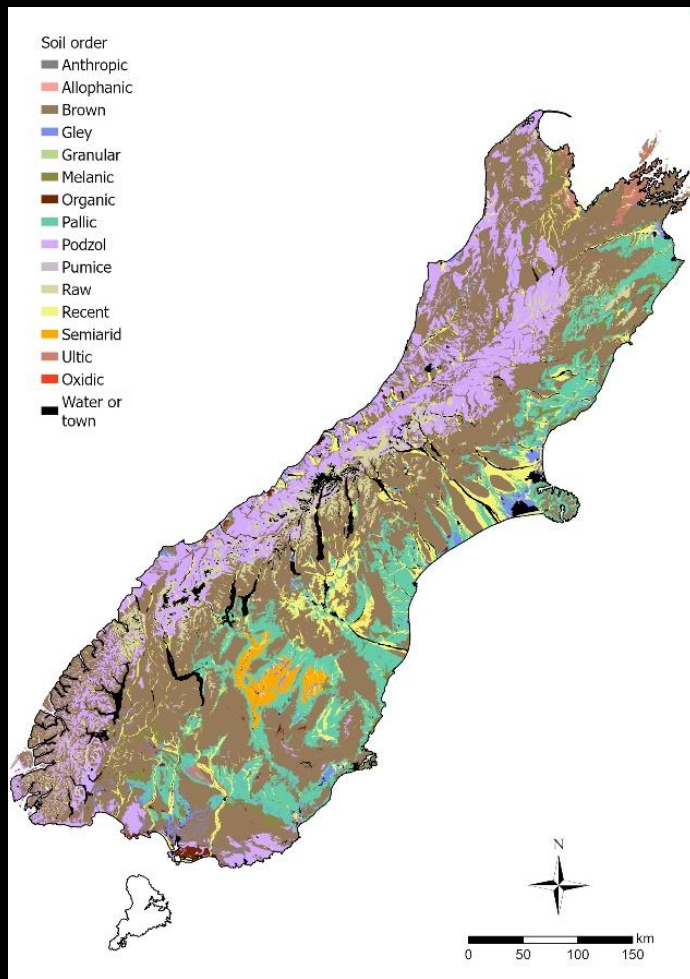 Soil order
Anthropic
Allophanic
Brown
Gley
Granular
Melanic
Organic
Pallic
Podzol
Pumice
Raw
Recent
Semiarid
Ultic
Oxidic
Water or
town
N
km
0 50 100 150